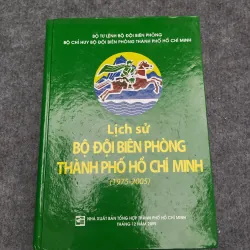 BỘ TƯ LỆNH BỘ ĐỘI BIÊN PHÒNG
BỘ CHỈ HUY BỘ ĐỘI BIÊN PHÒNG THÀNH PHỐ HỒ CHÍ MINH
Lịch sử
BỘ ĐỘI BIÊN PHÒNG
THÀNH PHỐ HỒ CHÍ MINH
(1975-2005)
NHÀ XUẤT BẢN TỔNG HỢP THÀNH PHỐ HỒ CHÍ MINH